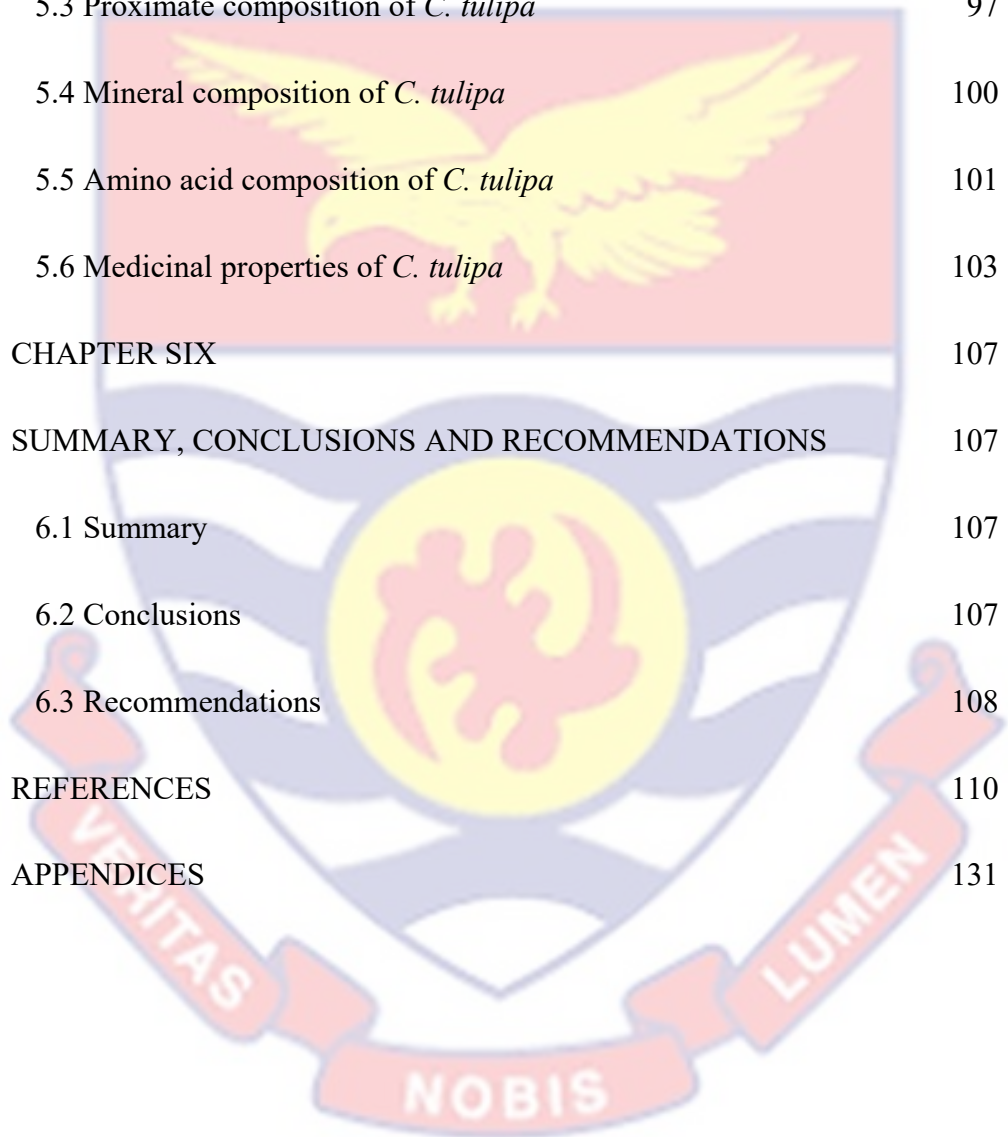 5.3 Proximate composition of C. tulipa 97
5.4 Mineral composition of C. tulipa 100
5.5 Amino acid composition of C. tulipa 101
5.6 Medicinal properties of C. tulipa 103
CHAPTER SIX 107
SUMMARY, CONCLUSIONS AND RECOMMENDATIONS 107
6.1 Summary 107
6.2 Conclusions 107
6.3 Recommendations 108
REFERENCES 110
APPENDICES 131
VERITAS
NOBIS
LUMEN